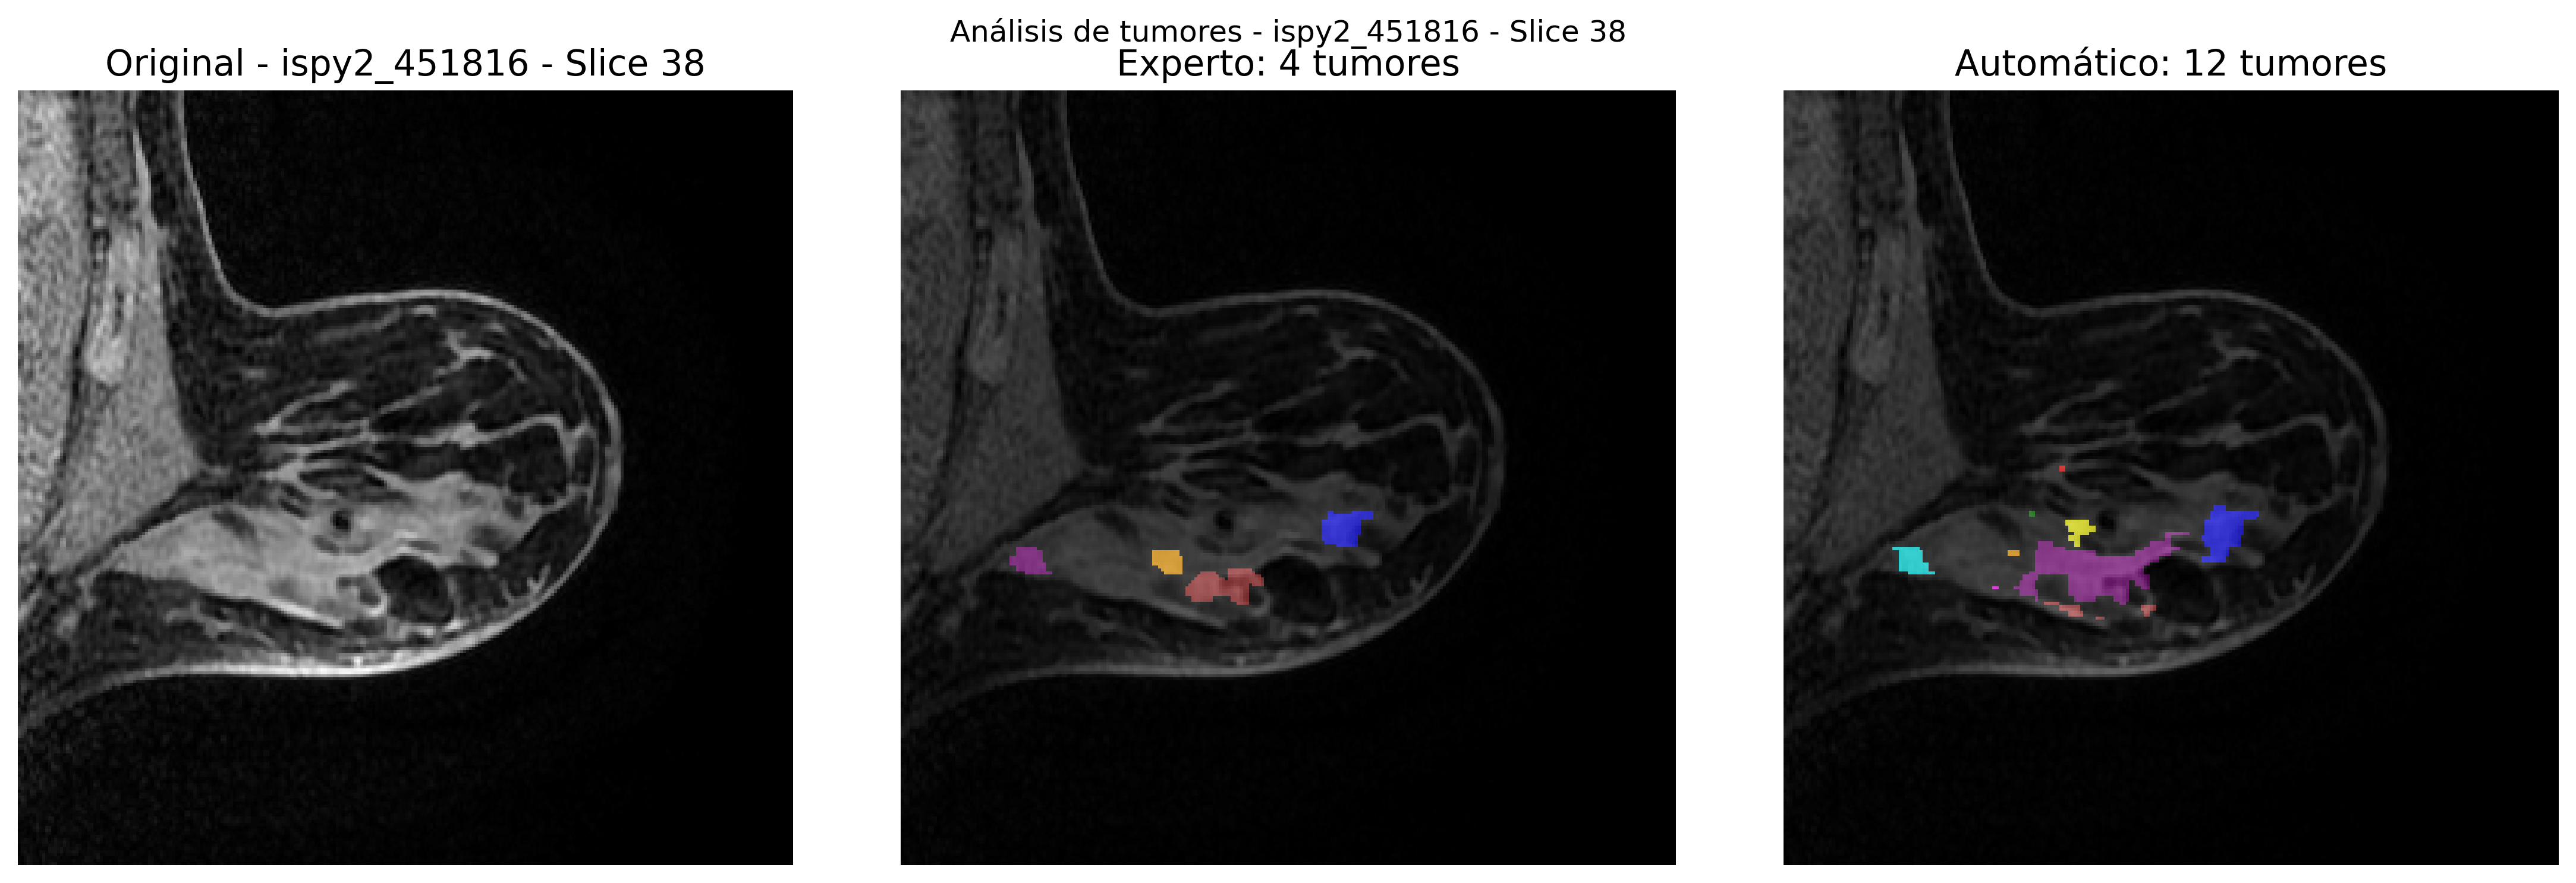 Análisis de tumores - ispy2_451816 - Slice 38
Original - ispy2_451816 - Slice 38
Experto: 4 tumores
Automático: 12 tumores